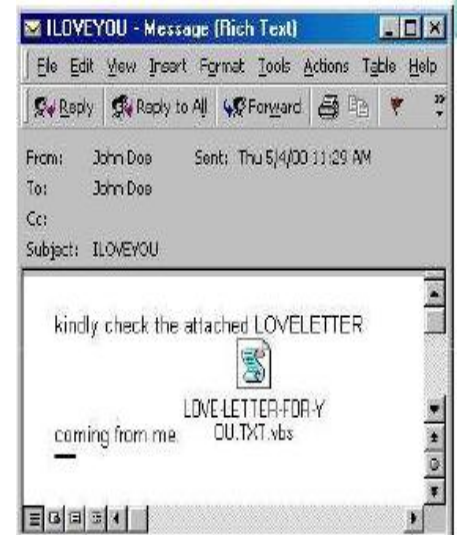 ILOVEYOU - Message (Rich Text)
File Edit View Insert Format Tools Actions Table Help
Reply Reply to All Forward
From: John Doe Sent: Thu 5/4/00 11:29 AM
To: John Doe
Cc:
Subject: ILOVEYOU
kindly check the attached LOVELETTER
LOVE-LETTER-FOR-Y
OU.TXT.vbs
coming from me.